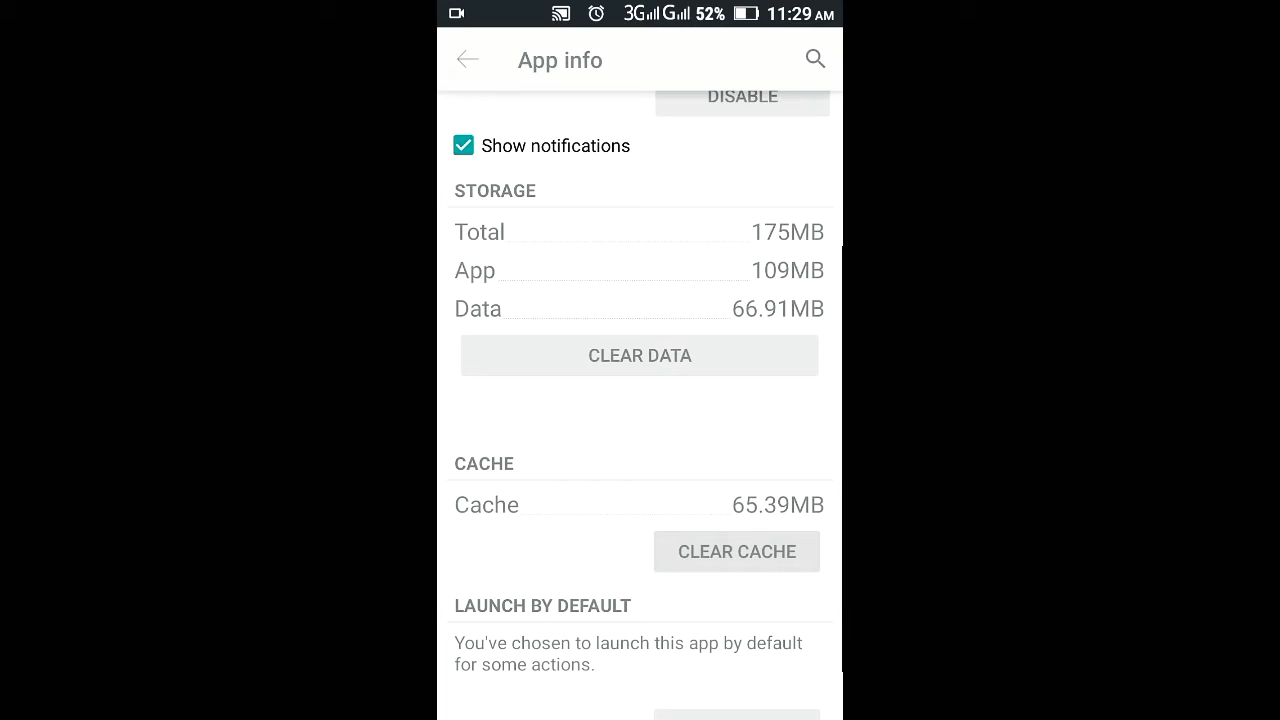 3G G 52% 11:29 AM
App info
DISABLE
Show notifications
STORAGE
Total 175MB
App 109MB
Data 66.91MB
CLEAR DATA
CACHE
Cache 65.39MB
CLEAR CACHE
LAUNCH BY DEFAULT
You've chosen to launch this app by default
for some actions.